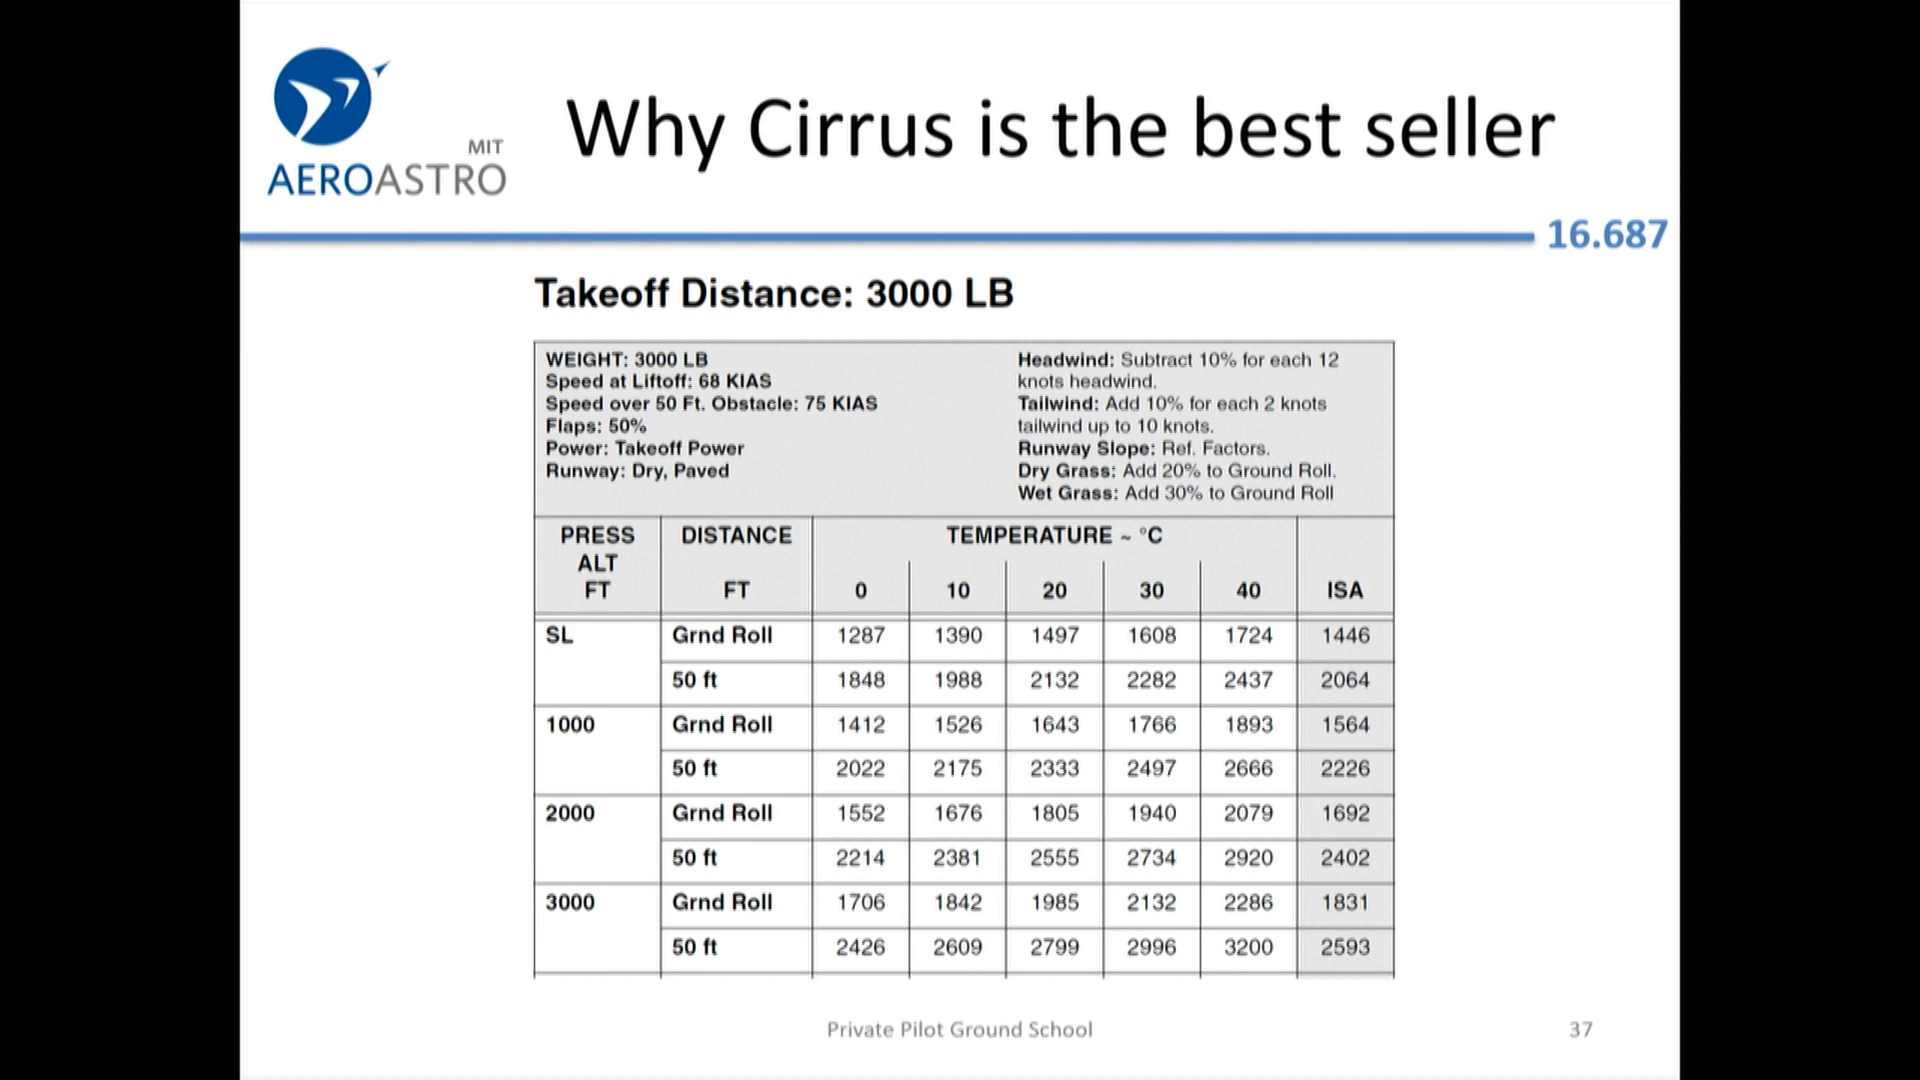 MIT
AEROASTRO
Why Cirrus is the best seller
16.687
Takeoff Distance: 3000 LB
WEIGHT: 3000 LB
Speed at Liftoff: 68 KIAS
Speed over 50 Ft. Obstacle: 75 KIAS
Flaps: 50%
Power: Takeoff Power
Runway: Dry, Paved
Headwind: Subtract 10% for each 12
knots headwind.
Tailwind: Add 10% for each 2 knots
tailwind up to 10 knots.
Runway Slope: Ref. Factors.
Dry Grass: Add 20% to Ground Roll.
Wet Grass: Add 30% to Ground Roll
PRESS DISTANCE TEMPERATURE ~ °C
ALT
FT FT 0 10 20 30 40 ISA
SL Grnd Roll 1287 1390 1497 1608 1724 1446
50 ft 1848 1988 2132 2282 2437 2064
1000 Grnd Roll 1412 1526 1643 1766 1893 1564
50 ft 2022 2175 2333 2497 2666 2226
2000 Grnd Roll 1552 1676 1805 1940 2079 1692
50 ft 2214 2381 2555 2734 2920 2402
3000 Grnd Roll 1706 1842 1985 2132 2286 1831
50 ft 2426 2609 2799 2996 3200 2593
Private Pilot Ground School
37